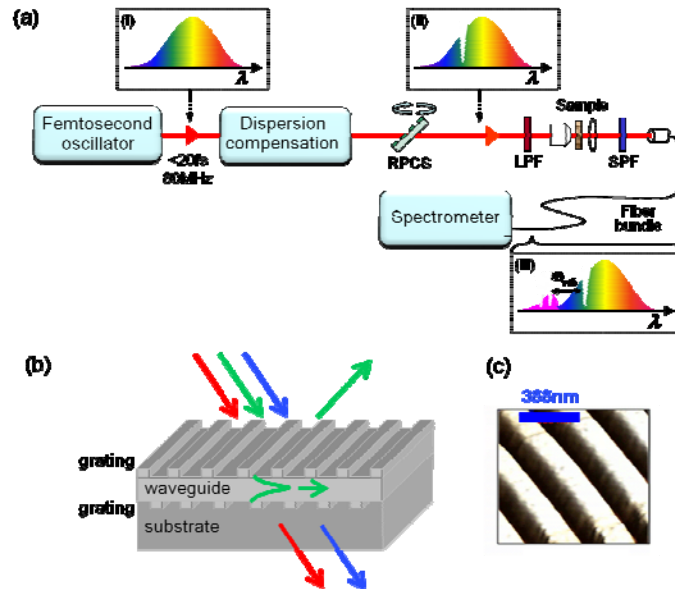 (a)
(i)
λ
(ii)
λ
Femtosecond
oscillator
<20fs
80MHz
Dispersion
compensation
RPCS
LPF
Sample
SPF
Spectrometer
Fiber
bundle
(iii)
λ
(b)
grating
waveguide
grating
substrate
(c)
388nm